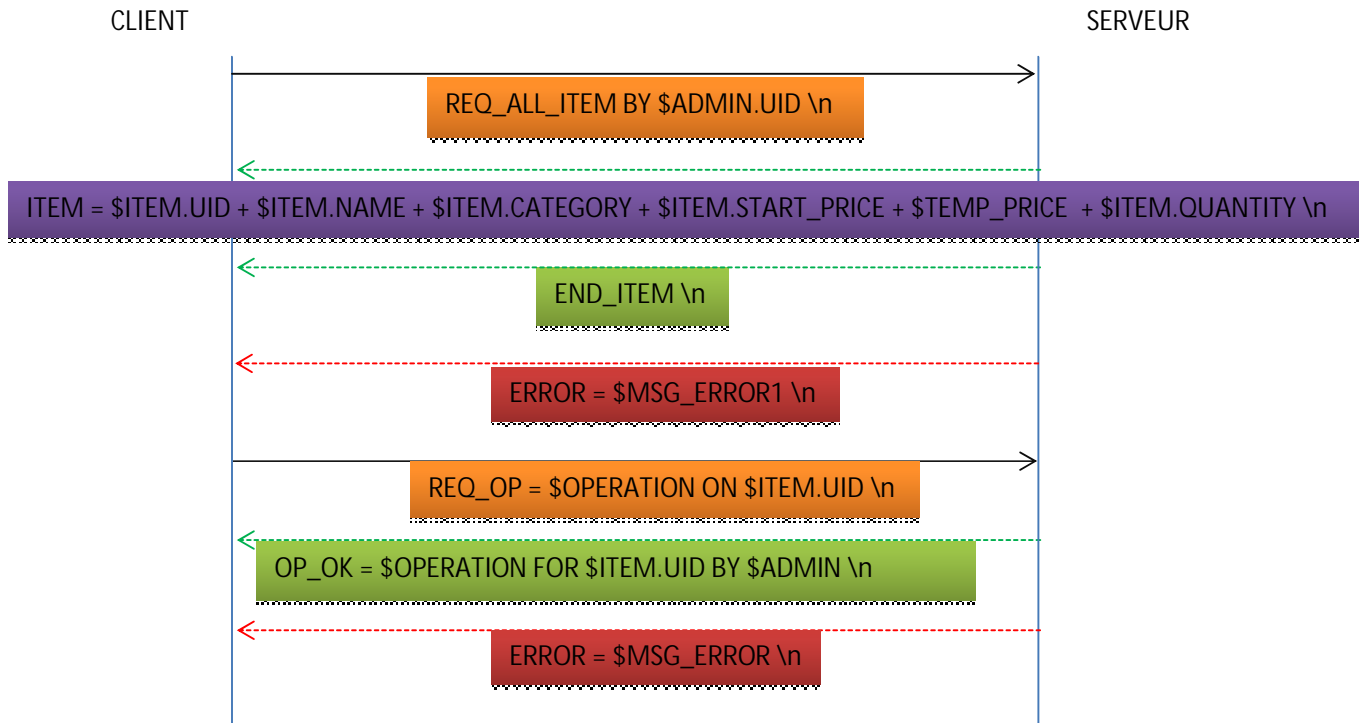 CLIENT SERVEUR
REQ_ALL_ITEM BY $ADMIN.UID \n
ITEM = $ITEM.UID + $ITEM.NAME + $ITEM.CATEGORY + $ITEM.START_PRICE + $TEMP_PRICE + $ITEM.QUANTITY \n
END_ITEM \n
ERROR = $MSG_ERROR1 \n
REQ_OP = $OPERATION ON $ITEM.UID \n
OP_OK = $OPERATION FOR $ITEM.UID BY $ADMIN \n
ERROR = $MSG_ERROR \n